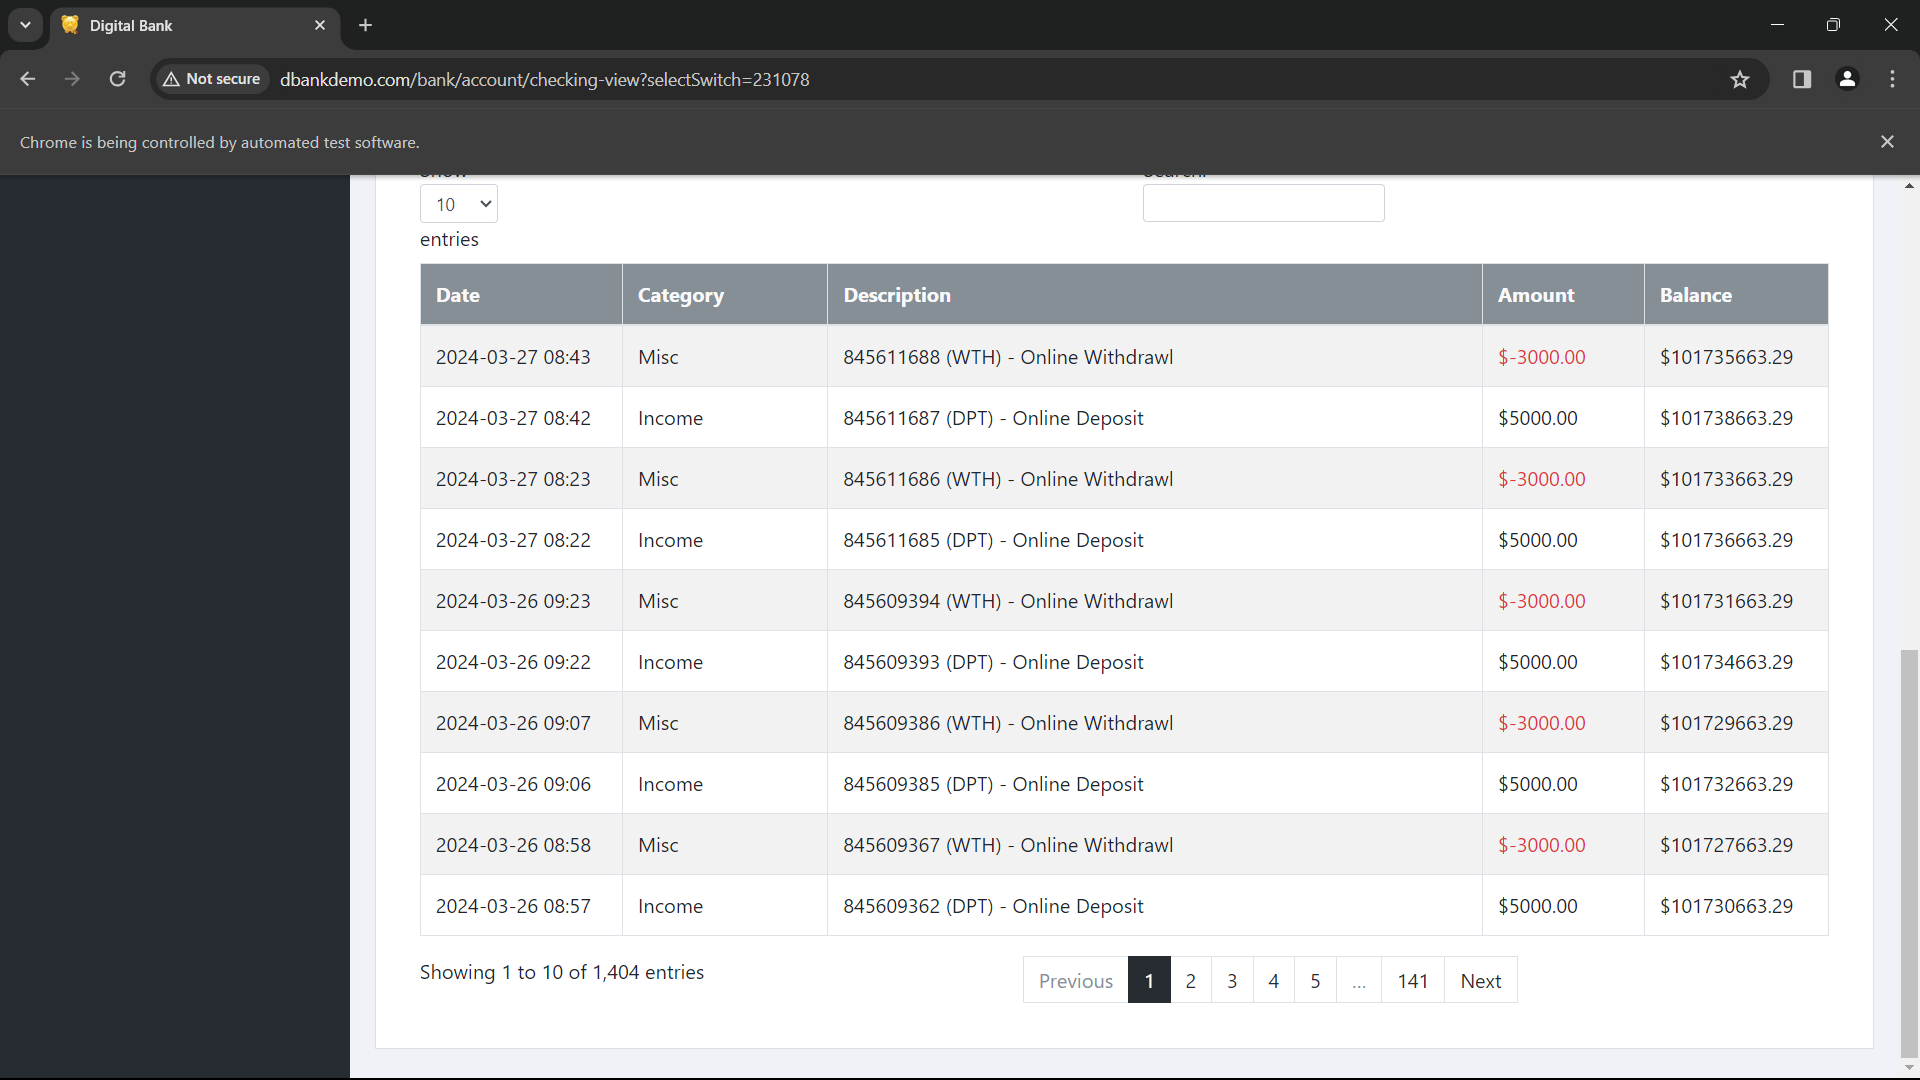 Digital Bank
Not secure dbankdemo.com/bank/account/checking-view?selectSwitch=231078
Chrome is being controlled by automated test software.
10
entries
Date Category Description Amount Balance
2024-03-27 08:43 Misc 845611688 (WTH) - Online Withdrawl $-3000.00 $101735663.29
2024-03-27 08:42 Income 845611687 (DPT) - Online Deposit $5000.00 $101738663.29
2024-03-27 08:23 Misc 845611686 (WTH) - Online Withdrawl $-3000.00 $101733663.29
2024-03-27 08:22 Income 845611685 (DPT) - Online Deposit $5000.00 $101736663.29
2024-03-26 09:23 Misc 845609394 (WTH) - Online Withdrawl $-3000.00 $101731663.29
2024-03-26 09:22 Income 845609393 (DPT) - Online Deposit $5000.00 $101734663.29
2024-03-26 09:07 Misc 845609386 (WTH) - Online Withdrawl $-3000.00 $101729663.29
2024-03-26 09:06 Income 845609385 (DPT) - Online Deposit $5000.00 $101732663.29
2024-03-26 08:58 Misc 845609367 (WTH) - Online Withdrawl $-3000.00 $101727663.29
2024-03-26 08:57 Income 845609362 (DPT) - Online Deposit $5000.00 $101730663.29
Showing 1 to 10 of 1,404 entries
Previous 1 2 3 4 5 ... 141 Next